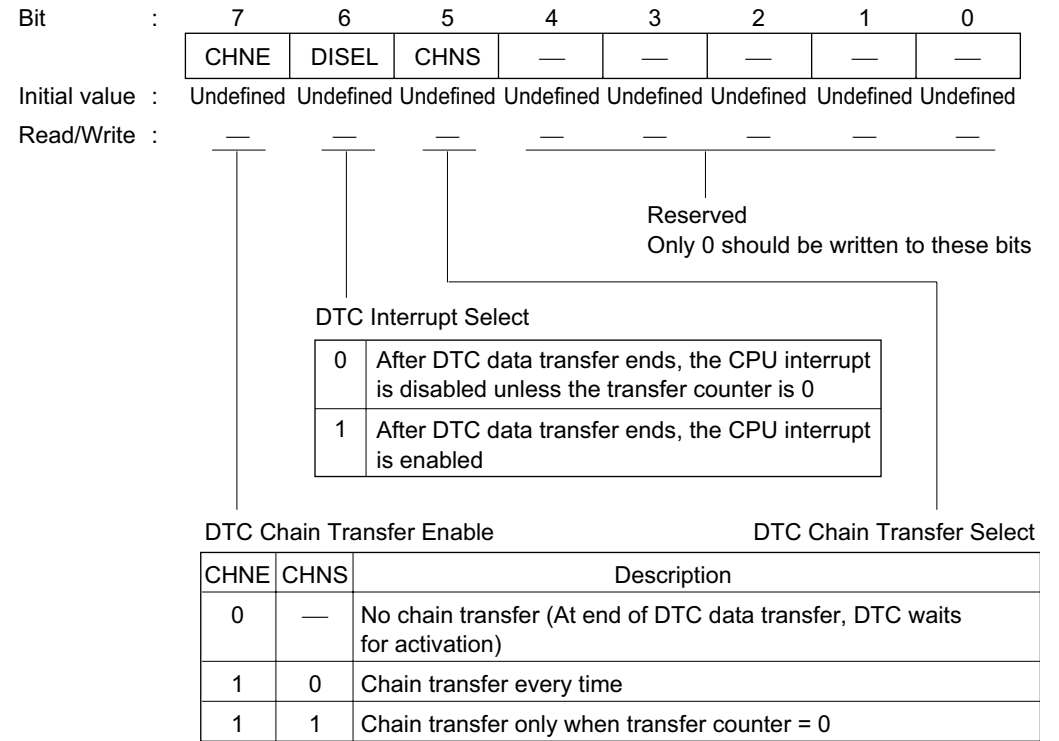 Bit : 7 6 5 4 3 2 1 0
CHNE DISEL CHNS — — — — —
Initial value : Undefined Undefined Undefined Undefined Undefined Undefined Undefined Undefined
Read/Write : — — — — — — — —
Reserved
Only 0 should be written to these bits
DTC Interrupt Select
0 After DTC data transfer ends, the CPU interrupt
is disabled unless the transfer counter is 0
1 After DTC data transfer ends, the CPU interrupt
is enabled
DTC Chain Transfer Enable DTC Chain Transfer Select
CHNE CHNS Description
0 — No chain transfer (At end of DTC data transfer, DTC waits
for activation)
1 0 Chain transfer every time
1 1 Chain transfer only when transfer counter = 0